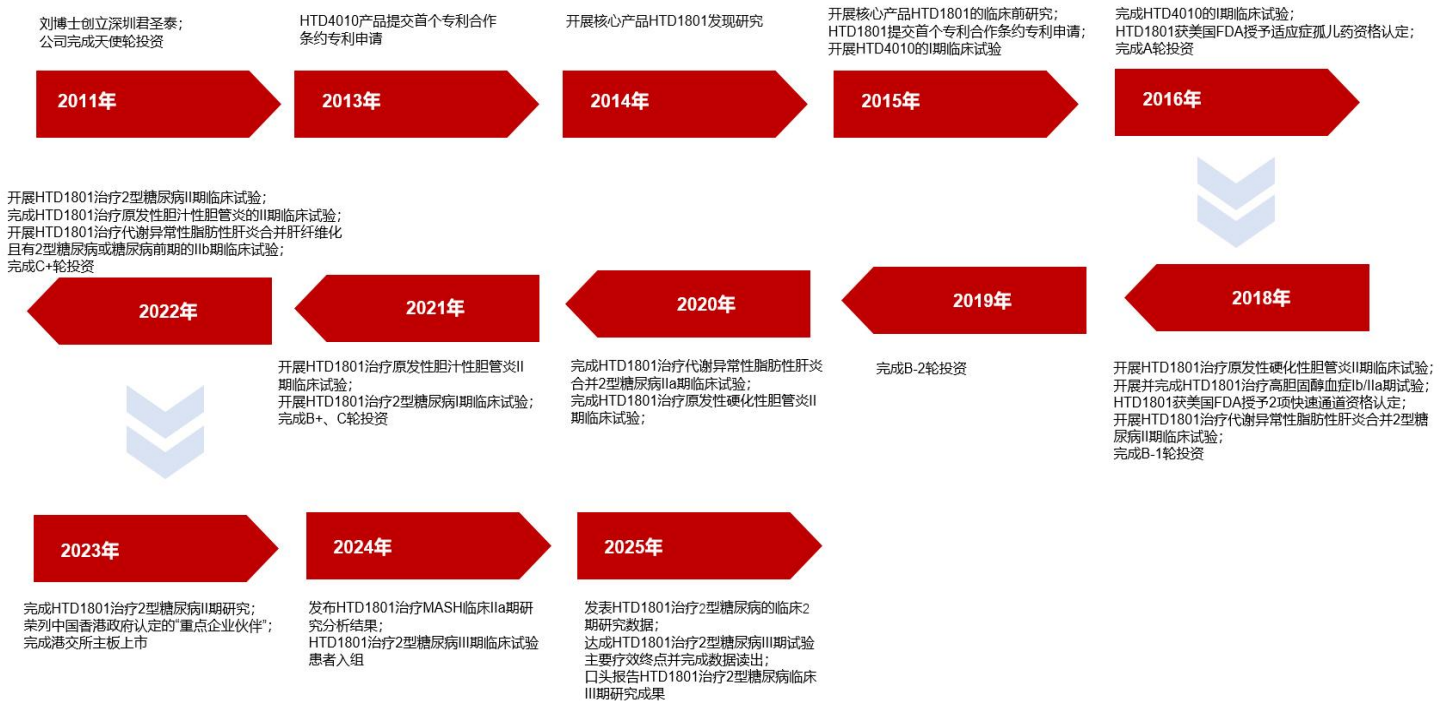 刘博士创立深圳君圣泰;
公司完成天使轮投资
2011年
HTD4010产品提交首个专利合作
条约专利申请
2013年
开展核心产品HTD1801发现研究
2014年
开展核心产品HTD1801的临床前研究;
HTD1801提交首个专利合作条约专利申请;
开展HTD4010的I期临床试验
2015年
完成HTD4010的I期临床试验;
HTD1801获美国FDA授予适应症孤儿药资格认定;
完成A轮投资
2016年
2018年
开展HTD1801治疗原发性硬化性胆管炎II期临床试验;
开展并完成HTD1801治疗高胆固醇血症Ib/IIa期试验;
HTD1801获美国FDA授予2项快速通道资格认定;
开展HTD1801治疗代谢异常性脂肪性肝炎合并2型糖
尿病II期临床试验;
完成B-1轮投资
2019年
完成B-2轮投资
2020年
完成HTD1801治疗代谢异常性脂肪性肝炎
合并2型糖尿病IIa期临床试验;
完成HTD1801治疗原发性硬化性胆管炎II
期临床试验;
2021年
开展HTD1801治疗原发性胆汁性胆管炎II
期临床试验;
开展HTD1801治疗2型糖尿病I期临床试验;
完成B+、C轮投资
开展HTD1801治疗2型糖尿病II期临床试验;
完成HTD1801治疗原发性胆汁性胆管炎的II期临床试验;
开展HTD1801治疗代谢异常性脂肪性肝炎合并肝纤维化
且有2型糖尿病或糖尿病前期的IIb期临床试验;
完成C+轮投资
2022年
2023年
完成HTD1801治疗2型糖尿病II期研究;
荣列中国香港政府认定的“重点企业伙伴”;
完成港交所主板上市
2024年
发布HTD1801治疗MASH临床IIa期研
究分析结果;
HTD1801治疗2型糖尿病III期临床试验
患者入组
2025年
发表HTD1801治疗2型糖尿病的临床2
期研究数据;
达成HTD1801治疗2型糖尿病III期试验
主要疗效终点并完成数据读出;
口头报告HTD1801治疗2型糖尿病临床
III期研究成果